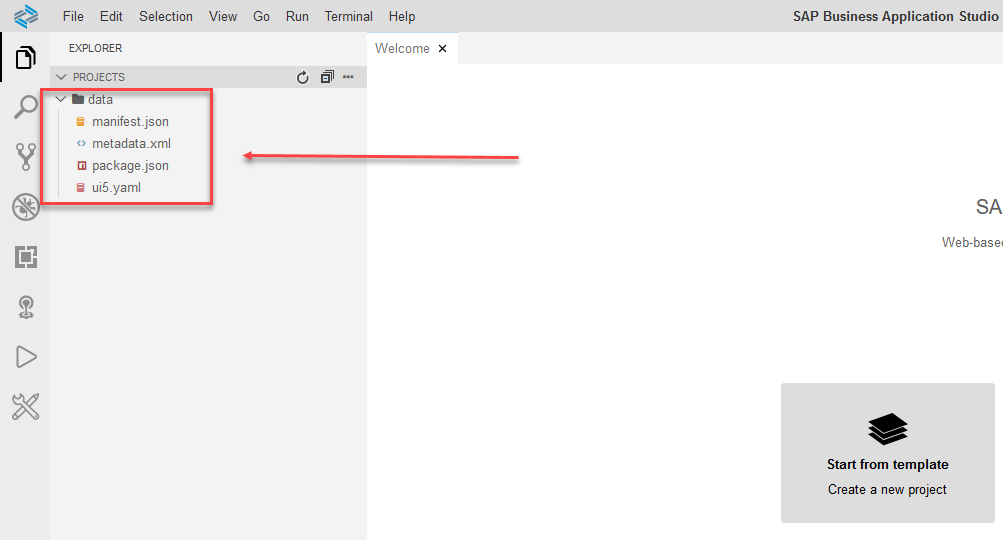 File Edit Selection View Go Run Terminal Help SAP Business Application Studio
EXPLORER
Welcome
PROJECTS
data
manifest.json
metadata.xml
package.json
ui5.yaml
SA
Web-based
Start from template
Create a new project